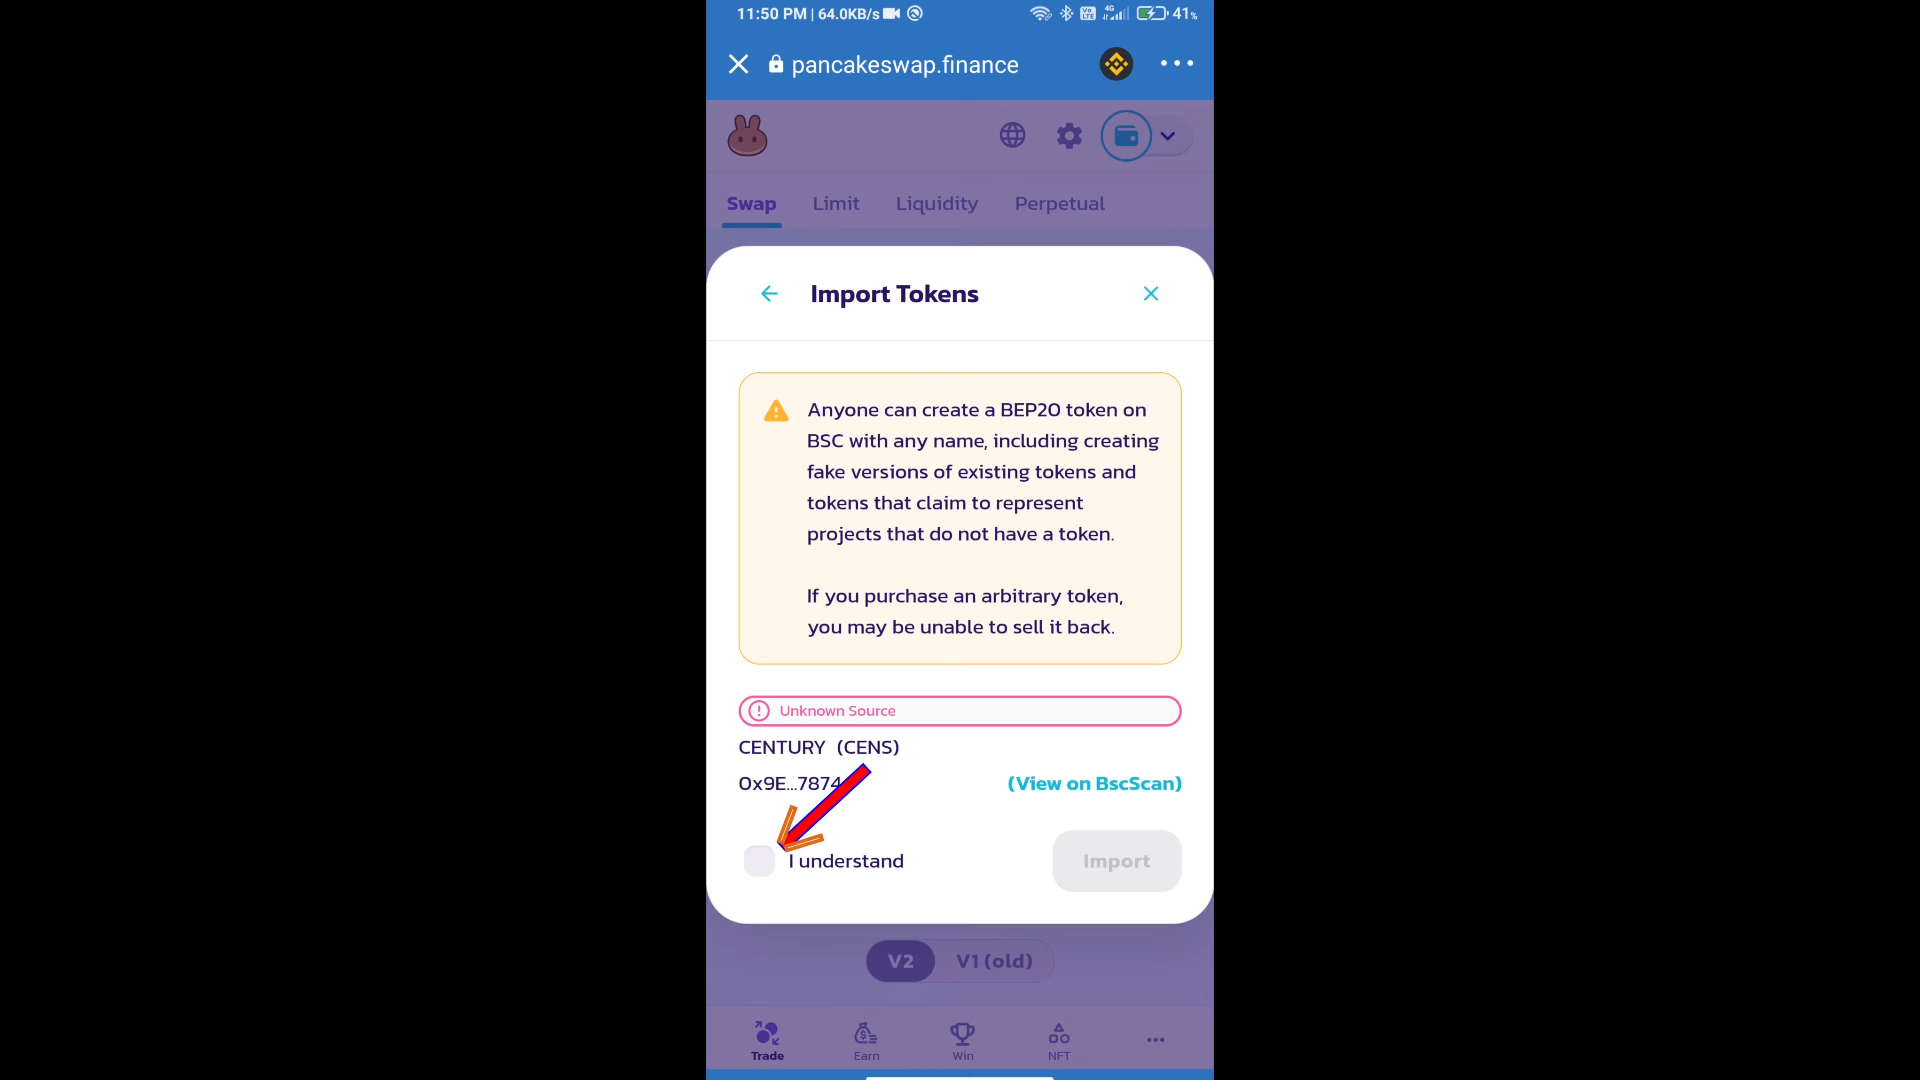 11:50 PM | 64.0KB/s 4G Vo LTE 41%
pancakeswap.finance
Swap Limit Liquidity Perpetual
Import Tokens
Anyone can create a BEP20 token on
BSC with any name, including creating
fake versions of existing tokens and
tokens that claim to represent
projects that do not have a token.
If you purchase an arbitrary token,
you may be unable to sell it back.
Unknown Source
CENTURY (CENS)
0x9E...7874 (View on BscScan)
I understand Import
V2 V1 (old)
Trade Earn Win NFT